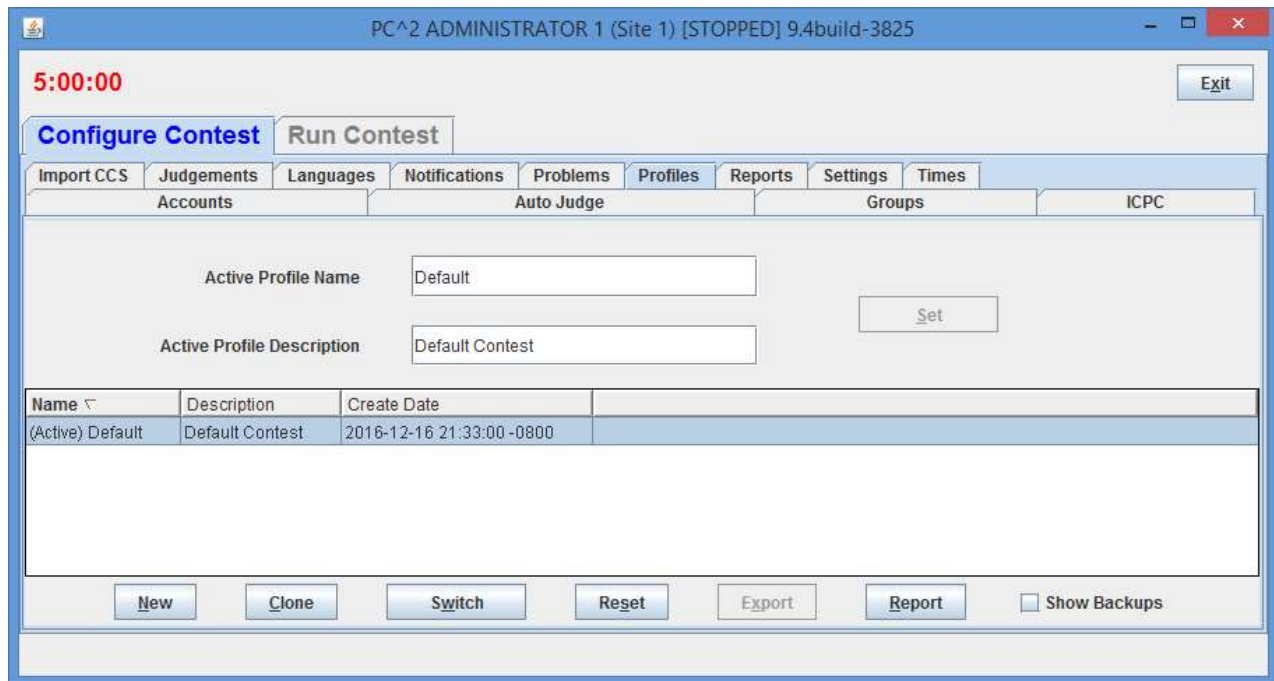 PC^2 ADMINISTRATOR 1 (Site 1) [STOPPED] 9.4build-3825
5:00:00
Exit
Configure Contest Run Contest
Import CCS Judgements Languages Notifications Problems Profiles Reports Settings Times
Accounts Auto Judge Groups ICPC
Active Profile Name Default
Set
Active Profile Description Default Contest
Name Description Create Date
(Active) Default Default Contest 2016-12-16 21:33:00 -0800
New Clone Switch Reset Export Report Show Backups